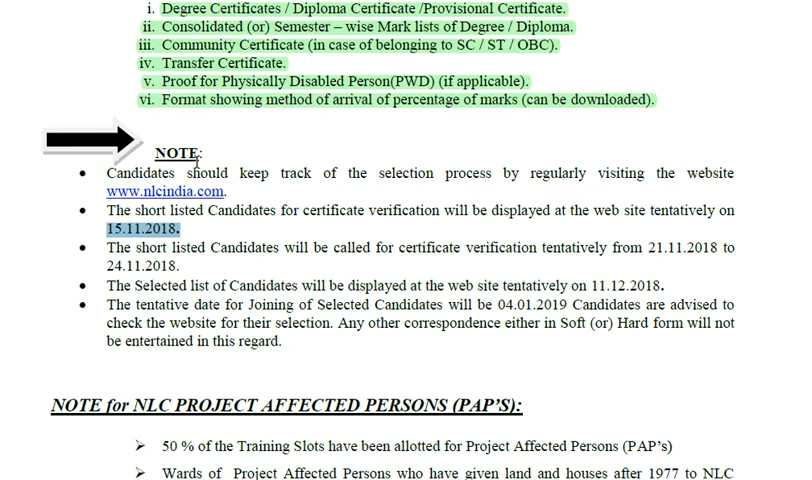 i. Degree Certificates / Diploma Certificate /Provisional Certificate.
ii. Consolidated (or) Semester – wise Mark lists of Degree / Diploma.
iii. Community Certificate (in case of belonging to SC / ST / OBC).
iv. Transfer Certificate.
v. Proof for Physically Disabled Person(PWD) (if applicable).
vi. Format showing method of arrival of percentage of marks (can be downloaded).
NOTE:
• Candidates should keep track of the selection process by regularly visiting the website
www.nlcindia.com.
• The short listed Candidates for certificate verification will be displayed at the web site tentatively on
15.11.2018.
• The short listed Candidates will be called for certificate verification tentatively from 21.11.2018 to
24.11.2018.
• The Selected list of Candidates will be displayed at the web site tentatively on 11.12.2018.
• The tentative date for Joining of Selected Candidates will be 04.01.2019 Candidates are advised to
check the website for their selection. Any other correspondence either in Soft (or) Hard form will not
be entertained in this regard.
NOTE for NLC PROJECT AFFECTED PERSONS (PAP'S):
➢ 50 % of the Training Slots have been allotted for Project Affected Persons (PAP's)
➢ Wards of Project Affected Persons who have given land and houses after 1977 to NLC